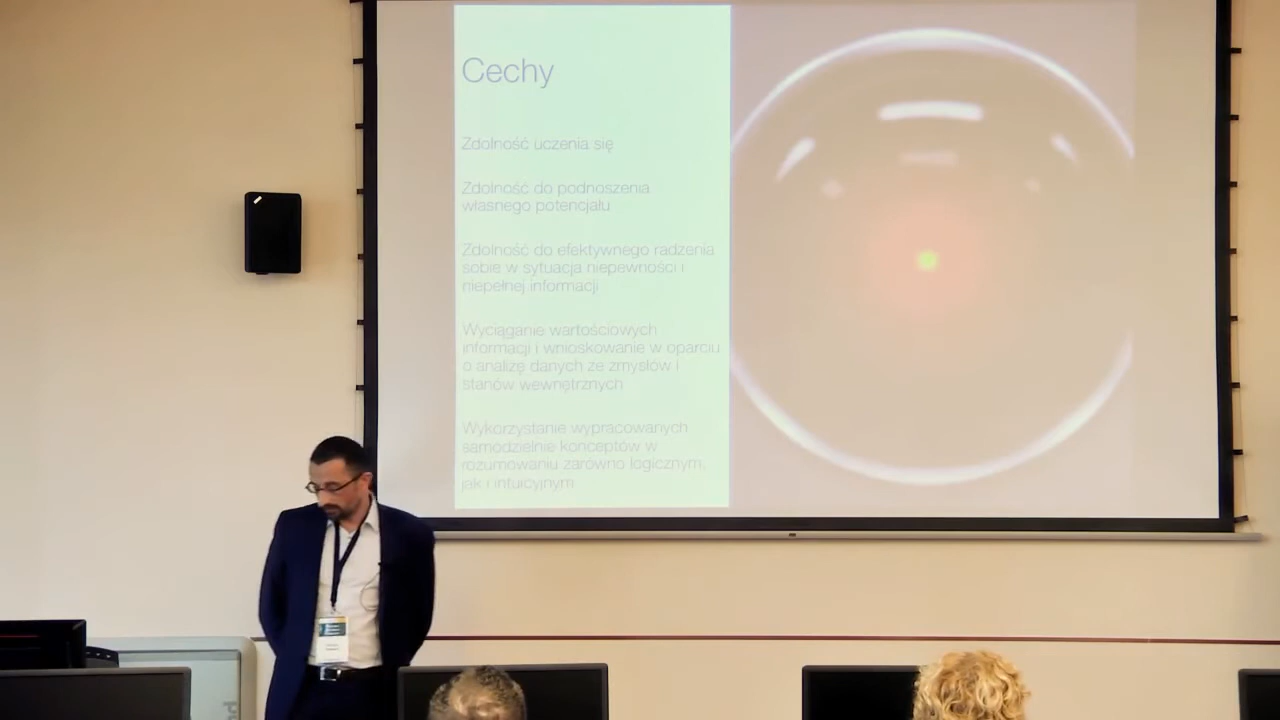 Cechy
Zdolność uczenia się
Zdolność do podnoszenia
własnego potencjału
Zdolność do efektywnego radzenia
sobie w sytuacja niepewności i
niepełnej informacji
Wyciąganie wartościowych
informacji i wnioskowanie w oparciu
o analizę danych ze zmysłów i
stanów wewnętrznych
Wykorzystanie wypracowanych
samodzielnie konceptów w
rozumowaniu zarówno logicznym,
jak i intuicyjnym